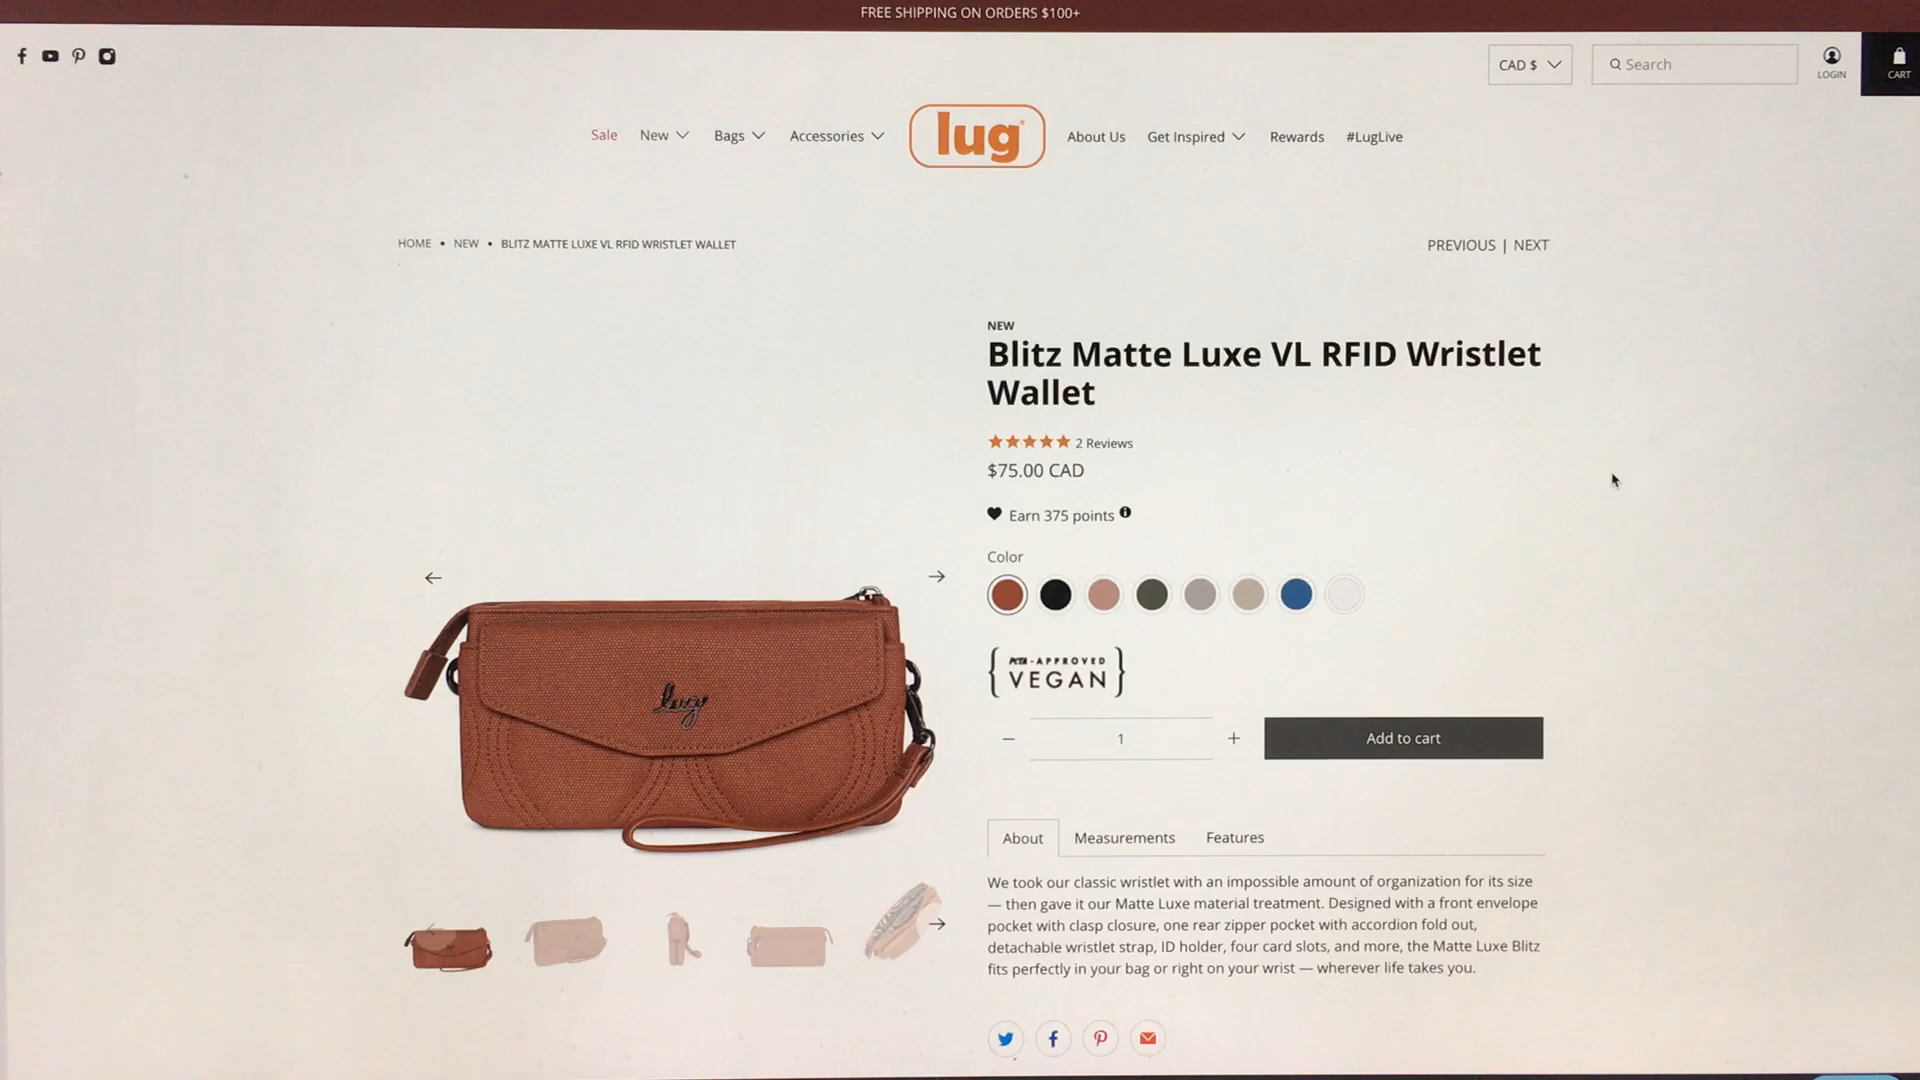 FREE SHIPPING ON ORDERS $100+
CAD $
Search
LOGIN
CART
Sale New Bags Accessories lug About Us Get Inspired Rewards #LugLive
HOME • NEW • BLITZ MATTE LUXE VL RFID WRISTLET WALLET
PREVIOUS | NEXT
NEW
Blitz Matte Luxe VL RFID Wristlet
Wallet
2 Reviews
$75.00 CAD
Earn 375 points
Color
lug
PETA-APPROVED
VEGAN
− 1 +
Add to cart
About Measurements Features
We took our classic wristlet with an impossible amount of organization for its size
— then gave it our Matte Luxe material treatment. Designed with a front envelope
pocket with clasp closure, one rear zipper pocket with accordion fold out,
detachable wristlet strap, ID holder, four card slots, and more, the Matte Luxe Blitz
fits perfectly in your bag or right on your wrist — wherever life takes you.